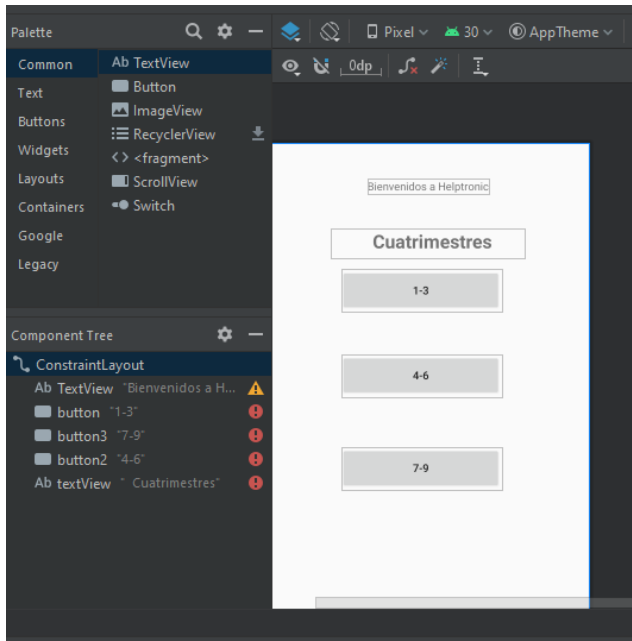 Palette
Pixel
30
AppTheme
Common
Ab TextView
Text
Button
Buttons
ImageView
Widgets
RecyclerView
Layouts
<fragment>
Containers
ScrollView
Google
Switch
Legacy
0dp
Bienvenidos a Helptronic
Cuatrimestres
1-3
4-6
7-9
Component Tree
ConstraintLayout
Ab TextView "Bienvenidos a H...
button "1-3"
button3 "7-9"
button2 "4-6"
Ab textView " Cuatrimestres"